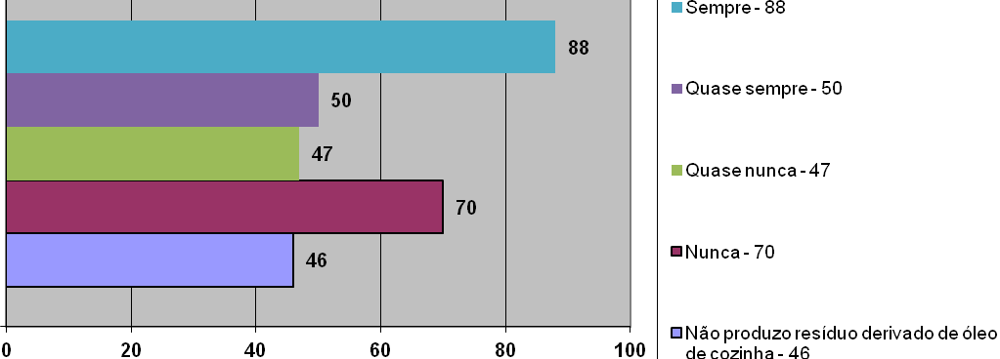 88
50
47
70
46
0 20 40 60 80 100
Sempre - 88
Quase sempre - 50
Quase nunca - 47
Nunca - 70
Não produzo resíduo derivado de óleo
de cozinha - 46